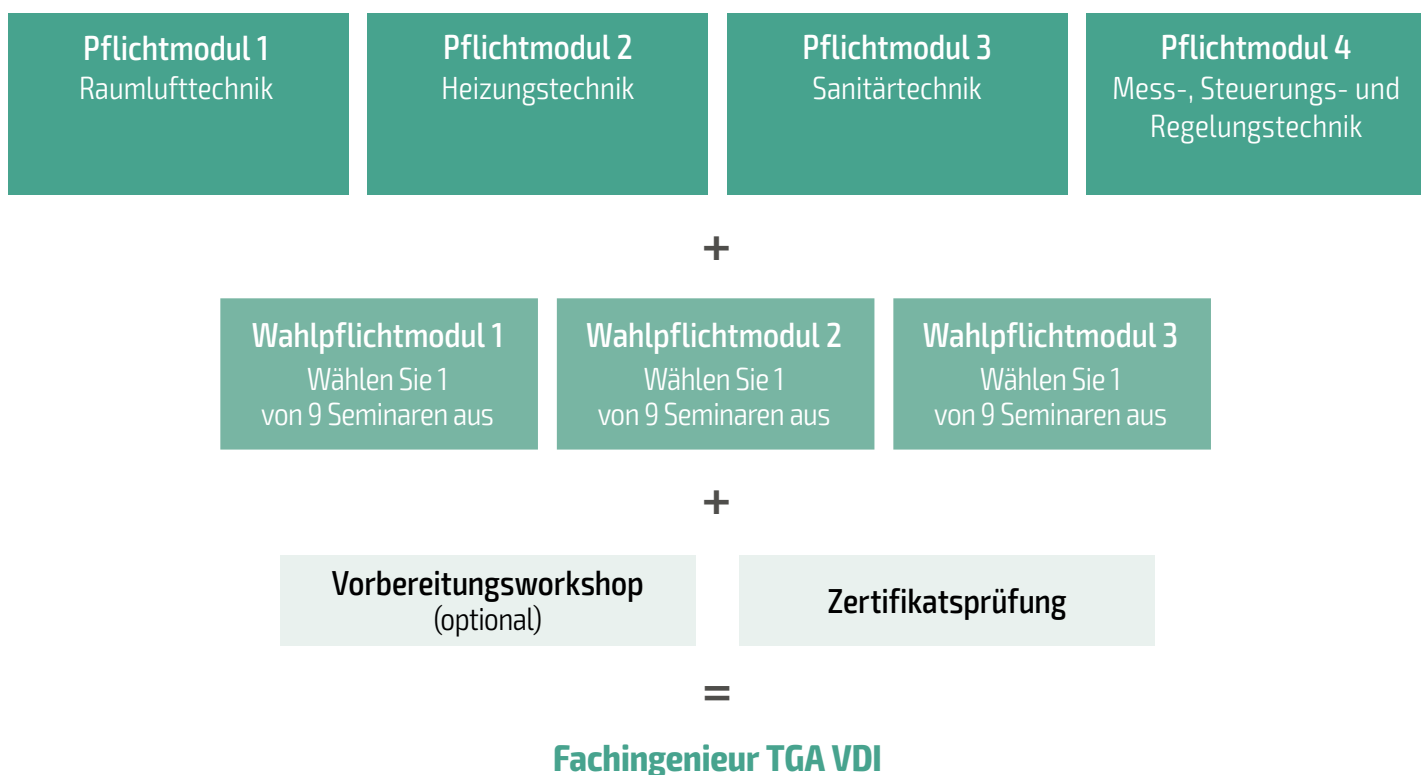 Pflichtmodul 1
Raumlufttechnik
Pflichtmodul 2
Heizungstechnik
Pflichtmodul 3
Sanitärtechnik
Pflichtmodul 4
Mess-, Steuerungs- und
Regelungstechnik
+
Wahlpflichtmodul 1
Wählen Sie 1
von 9 Seminaren aus
Wahlpflichtmodul 2
Wählen Sie 1
von 9 Seminaren aus
Wahlpflichtmodul 3
Wählen Sie 1
von 9 Seminaren aus
+
Vorbereitungsworkshop
(optional)
Zertifikatsprüfung
=
Fachingenieur TGA VDI